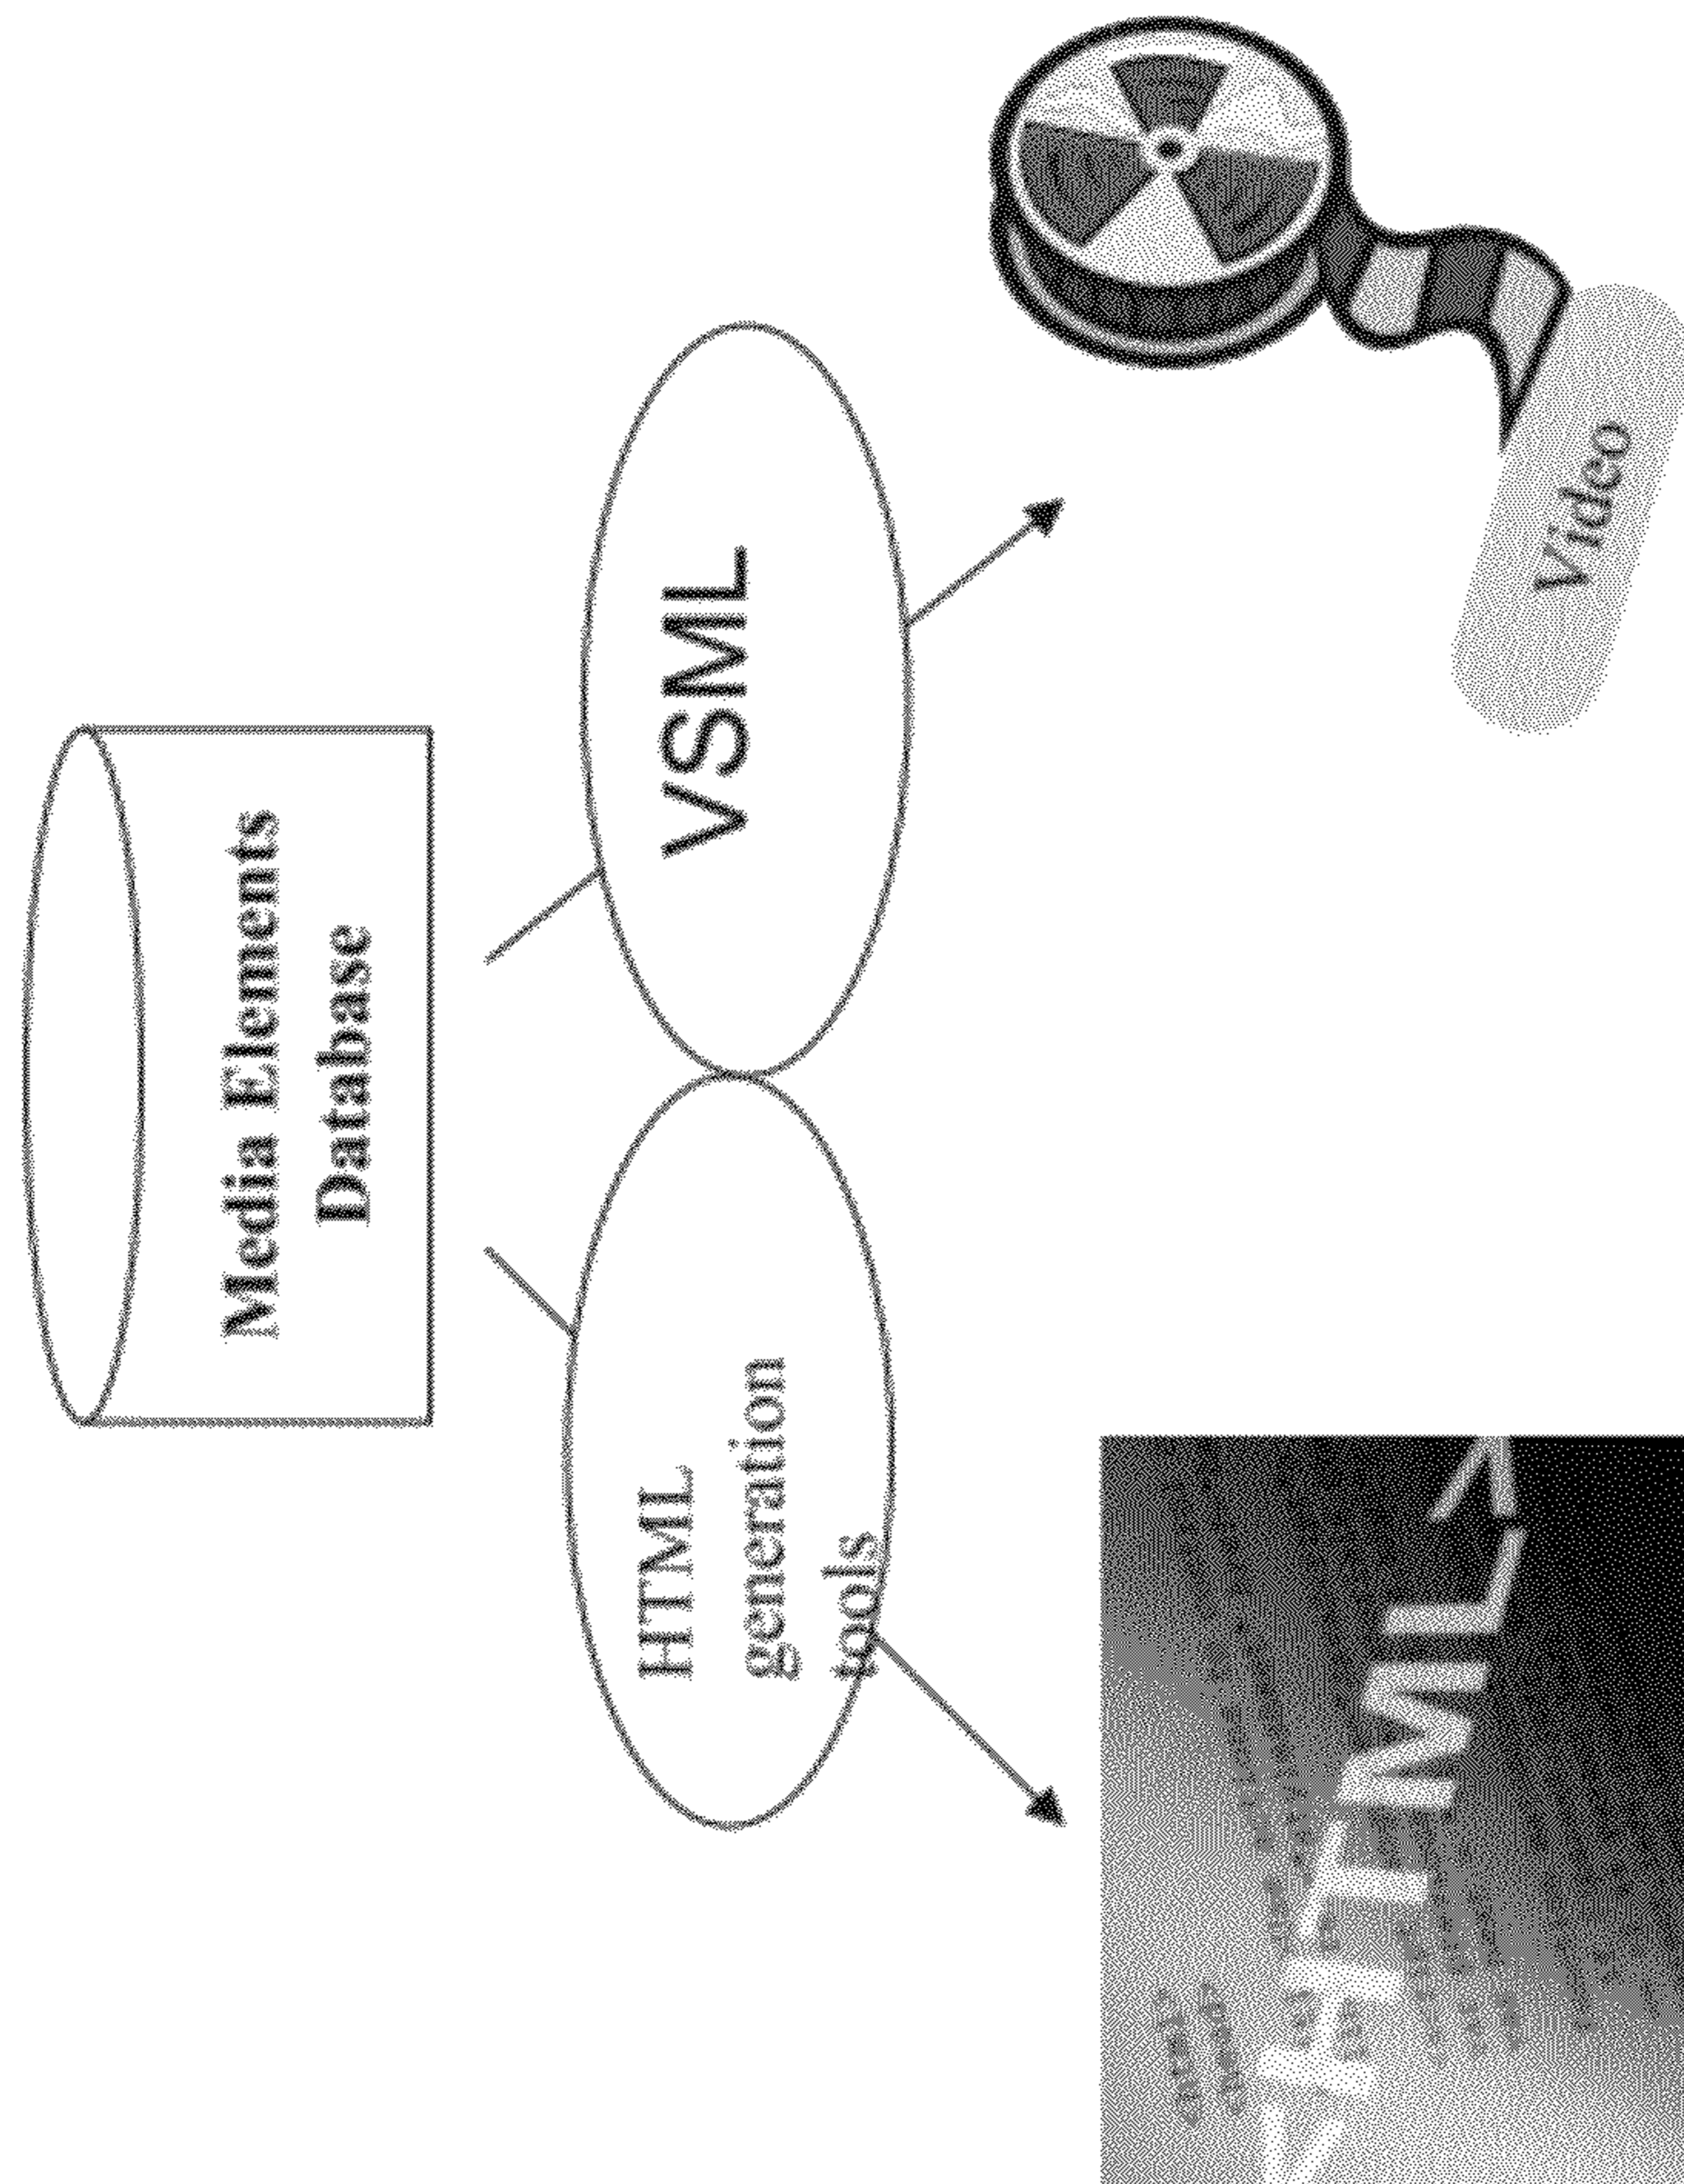 Media Elements
Database
HTML
generation
tools
VSML
<HTML>
Video